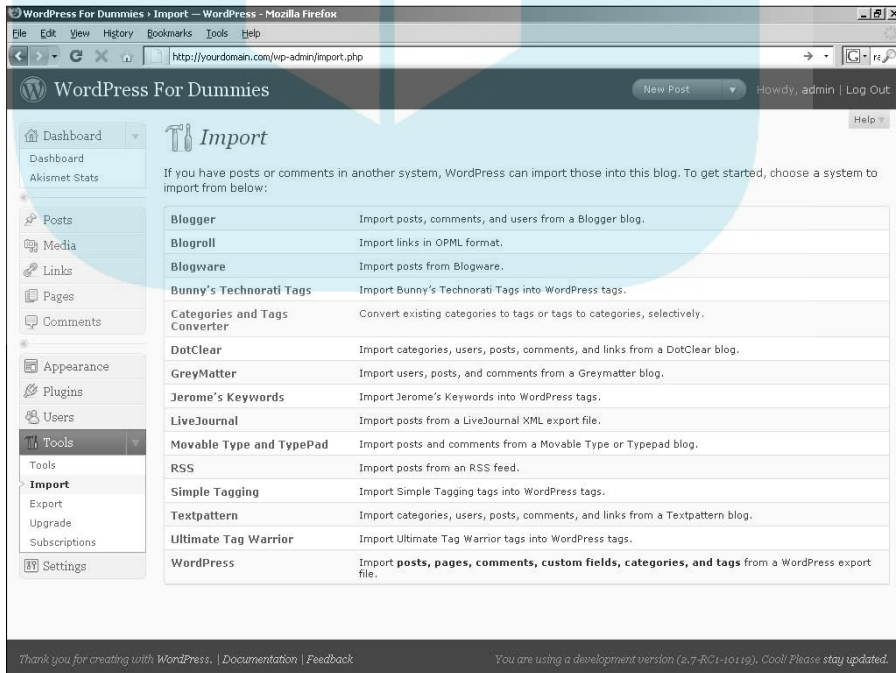 WordPress For Dummies › Import — WordPress - Mozilla Firefox
File Edit View History Bookmarks Tools Help
http://yourdomain.com/wp-admin/import.php
WordPress For Dummies
New Post
Howdy, admin | Log Out
Help
Dashboard
Dashboard
Akismet Stats
Posts
Media
Links
Pages
Comments
Appearance
Plugins
Users
Tools
Tools
Import
Export
Upgrade
Subscriptions
Settings
Import
If you have posts or comments in another system, WordPress can import those into this blog. To get started, choose a system to
import from below:
Blogger Import posts, comments, and users from a Blogger blog.
Blogroll Import links in OPML format.
Blogware Import posts from Blogware.
Bunny's Technorati Tags Import Bunny's Technorati Tags into WordPress tags.
Categories and Tags Convert existing categories to tags or tags to categories, selectively.
Converter
DotClear Import categories, users, posts, comments, and links from a DotClear blog.
GreyMatter Import users, posts, and comments from a Greymatter blog.
Jerome's Keywords Import Jerome's Keywords into WordPress tags.
LiveJournal Import posts from a LiveJournal XML export file.
Movable Type and TypePad Import posts and comments from a Movable Type or Typepad blog.
RSS Import posts from an RSS feed.
Simple Tagging Import Simple Tagging tags into WordPress tags.
Textpattern Import categories, users, posts, comments, and links from a Textpattern blog.
Ultimate Tag Warrior Import Ultimate Tag Warrior tags into WordPress tags.
WordPress Import posts, pages, comments, custom fields, categories, and tags from a WordPress export
file.
Thank you for creating with WordPress. | Documentation | Feedback
You are using a development version (2.7-RC1-10119). Cool! Please stay updated.